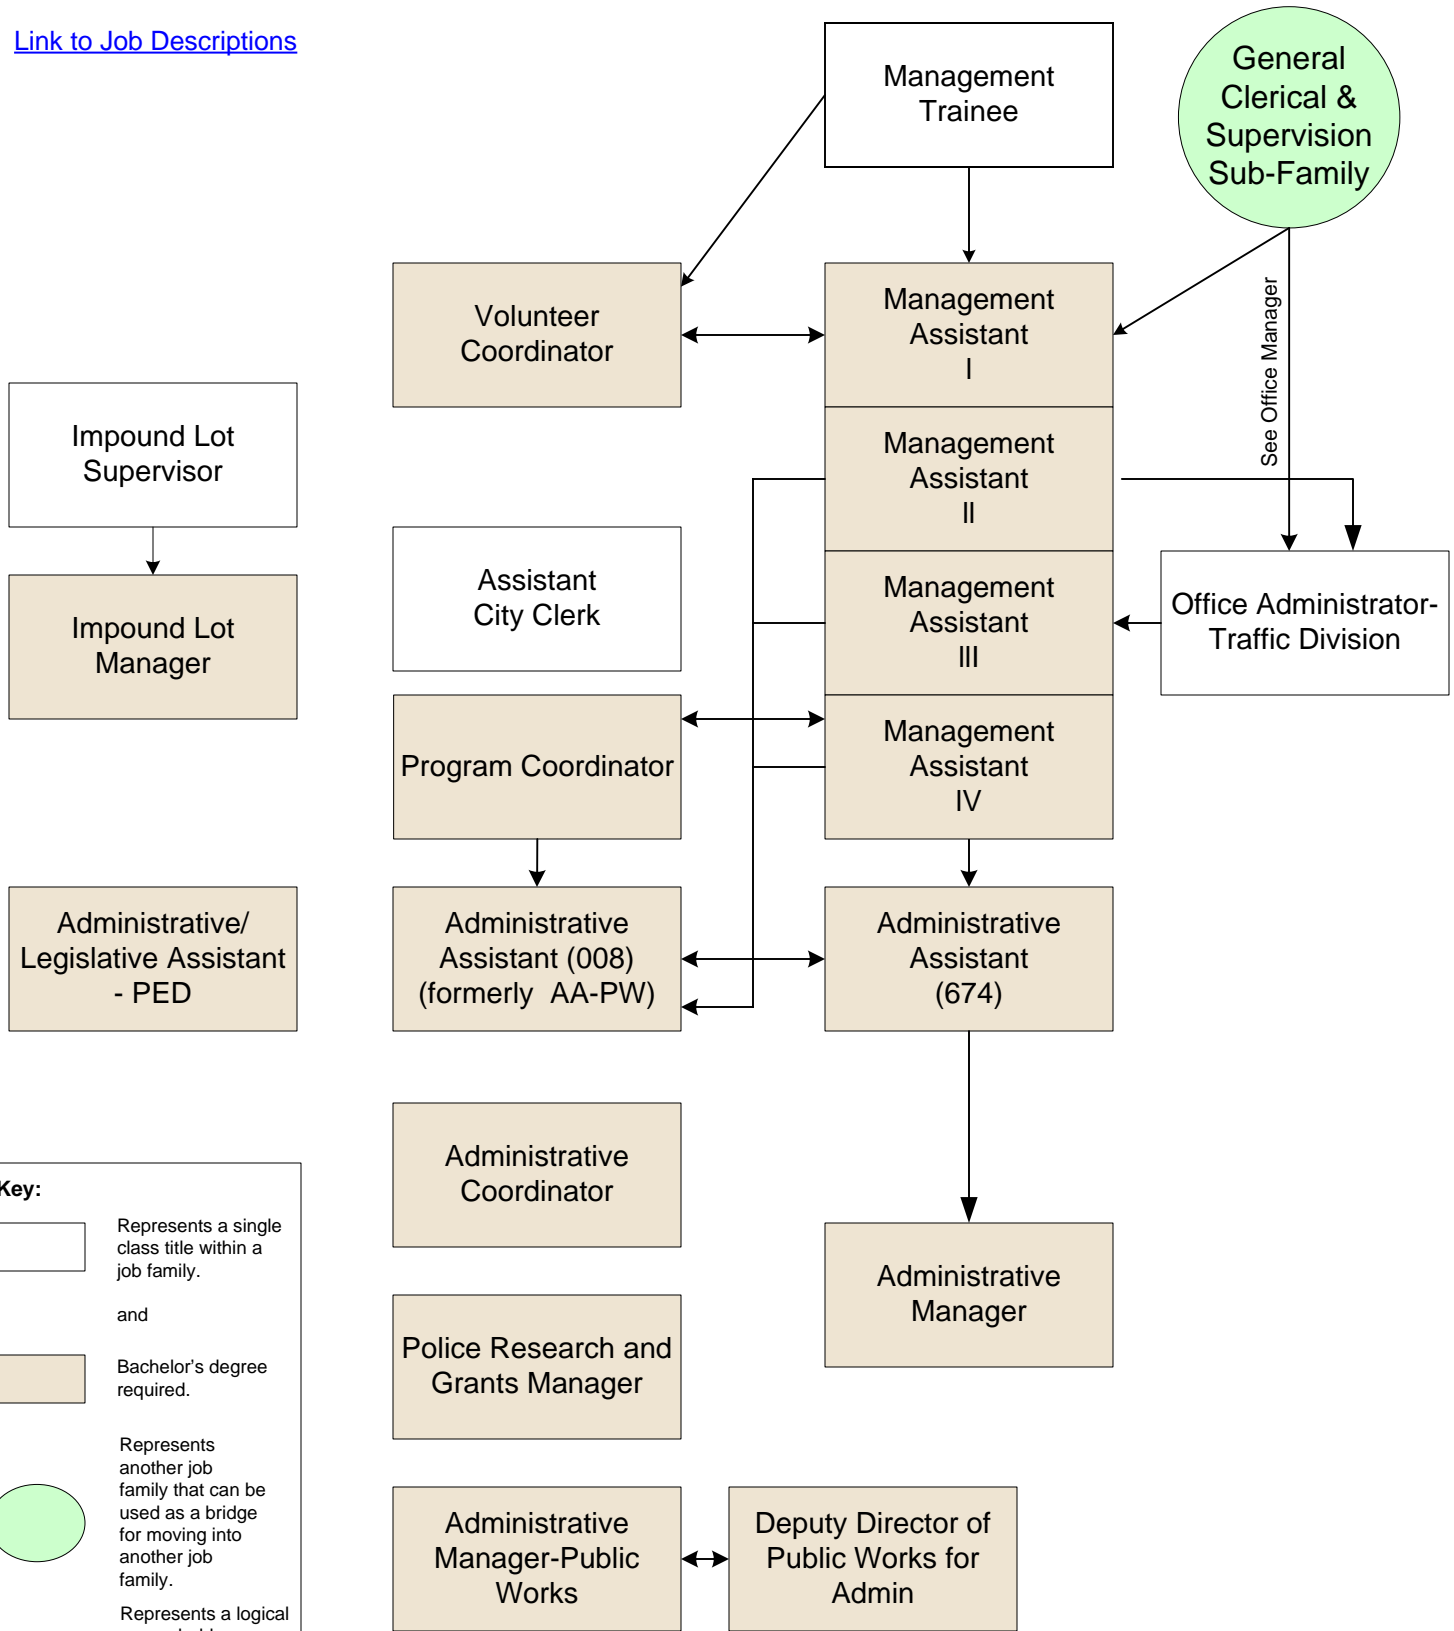 Link to Job Descriptions
Management
Trainee
General
Clerical &
Supervision
Sub-Family
Volunteer
Coordinator
Management
Assistant
I
See Office Manager
Impound Lot
Supervisor
Management
Assistant
II
Assistant
City Clerk
Management
Assistant
III
Office Administrator-
Traffic Division
Impound Lot
Manager
Program Coordinator
Management
Assistant
IV
Administrative/
Legislative Assistant
- PED
Administrative
Assistant (008)
(formerly AA-PW)
Administrative
Assistant
(674)
Administrative
Coordinator
Administrative
Manager
Police Research and
Grants Manager
Administrative
Manager-Public
Works
Deputy Director of
Public Works for
Admin
Key:
Represents a single
class title within a
job family.
and
Bachelor's degree
required.
Represents
another job
family that can be
used as a bridge
for moving into
another job
family.
Represents a logical